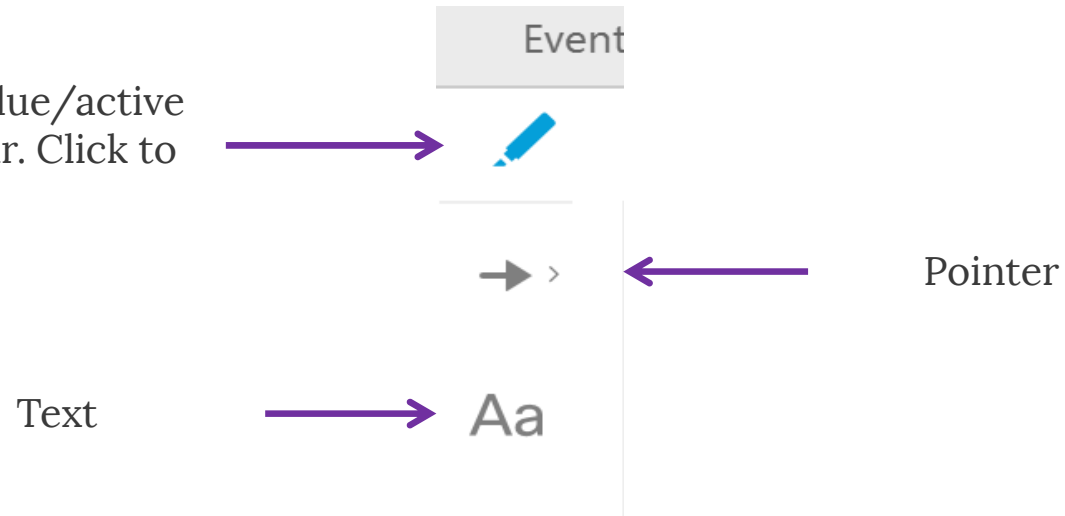 Event
lue/active
r. Click to
Pointer
Text
Aa